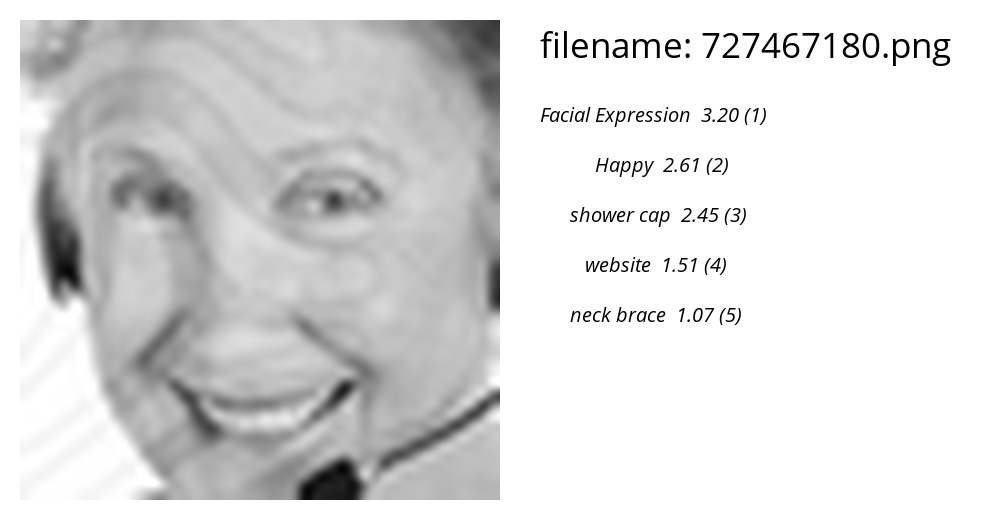 filename: 727467180.png
Facial Expression 3.20 (1)
Happy 2.61 (2)
shower cap 2.45 (3)
website 1.51 (4)
neck brace 1.07 (5)